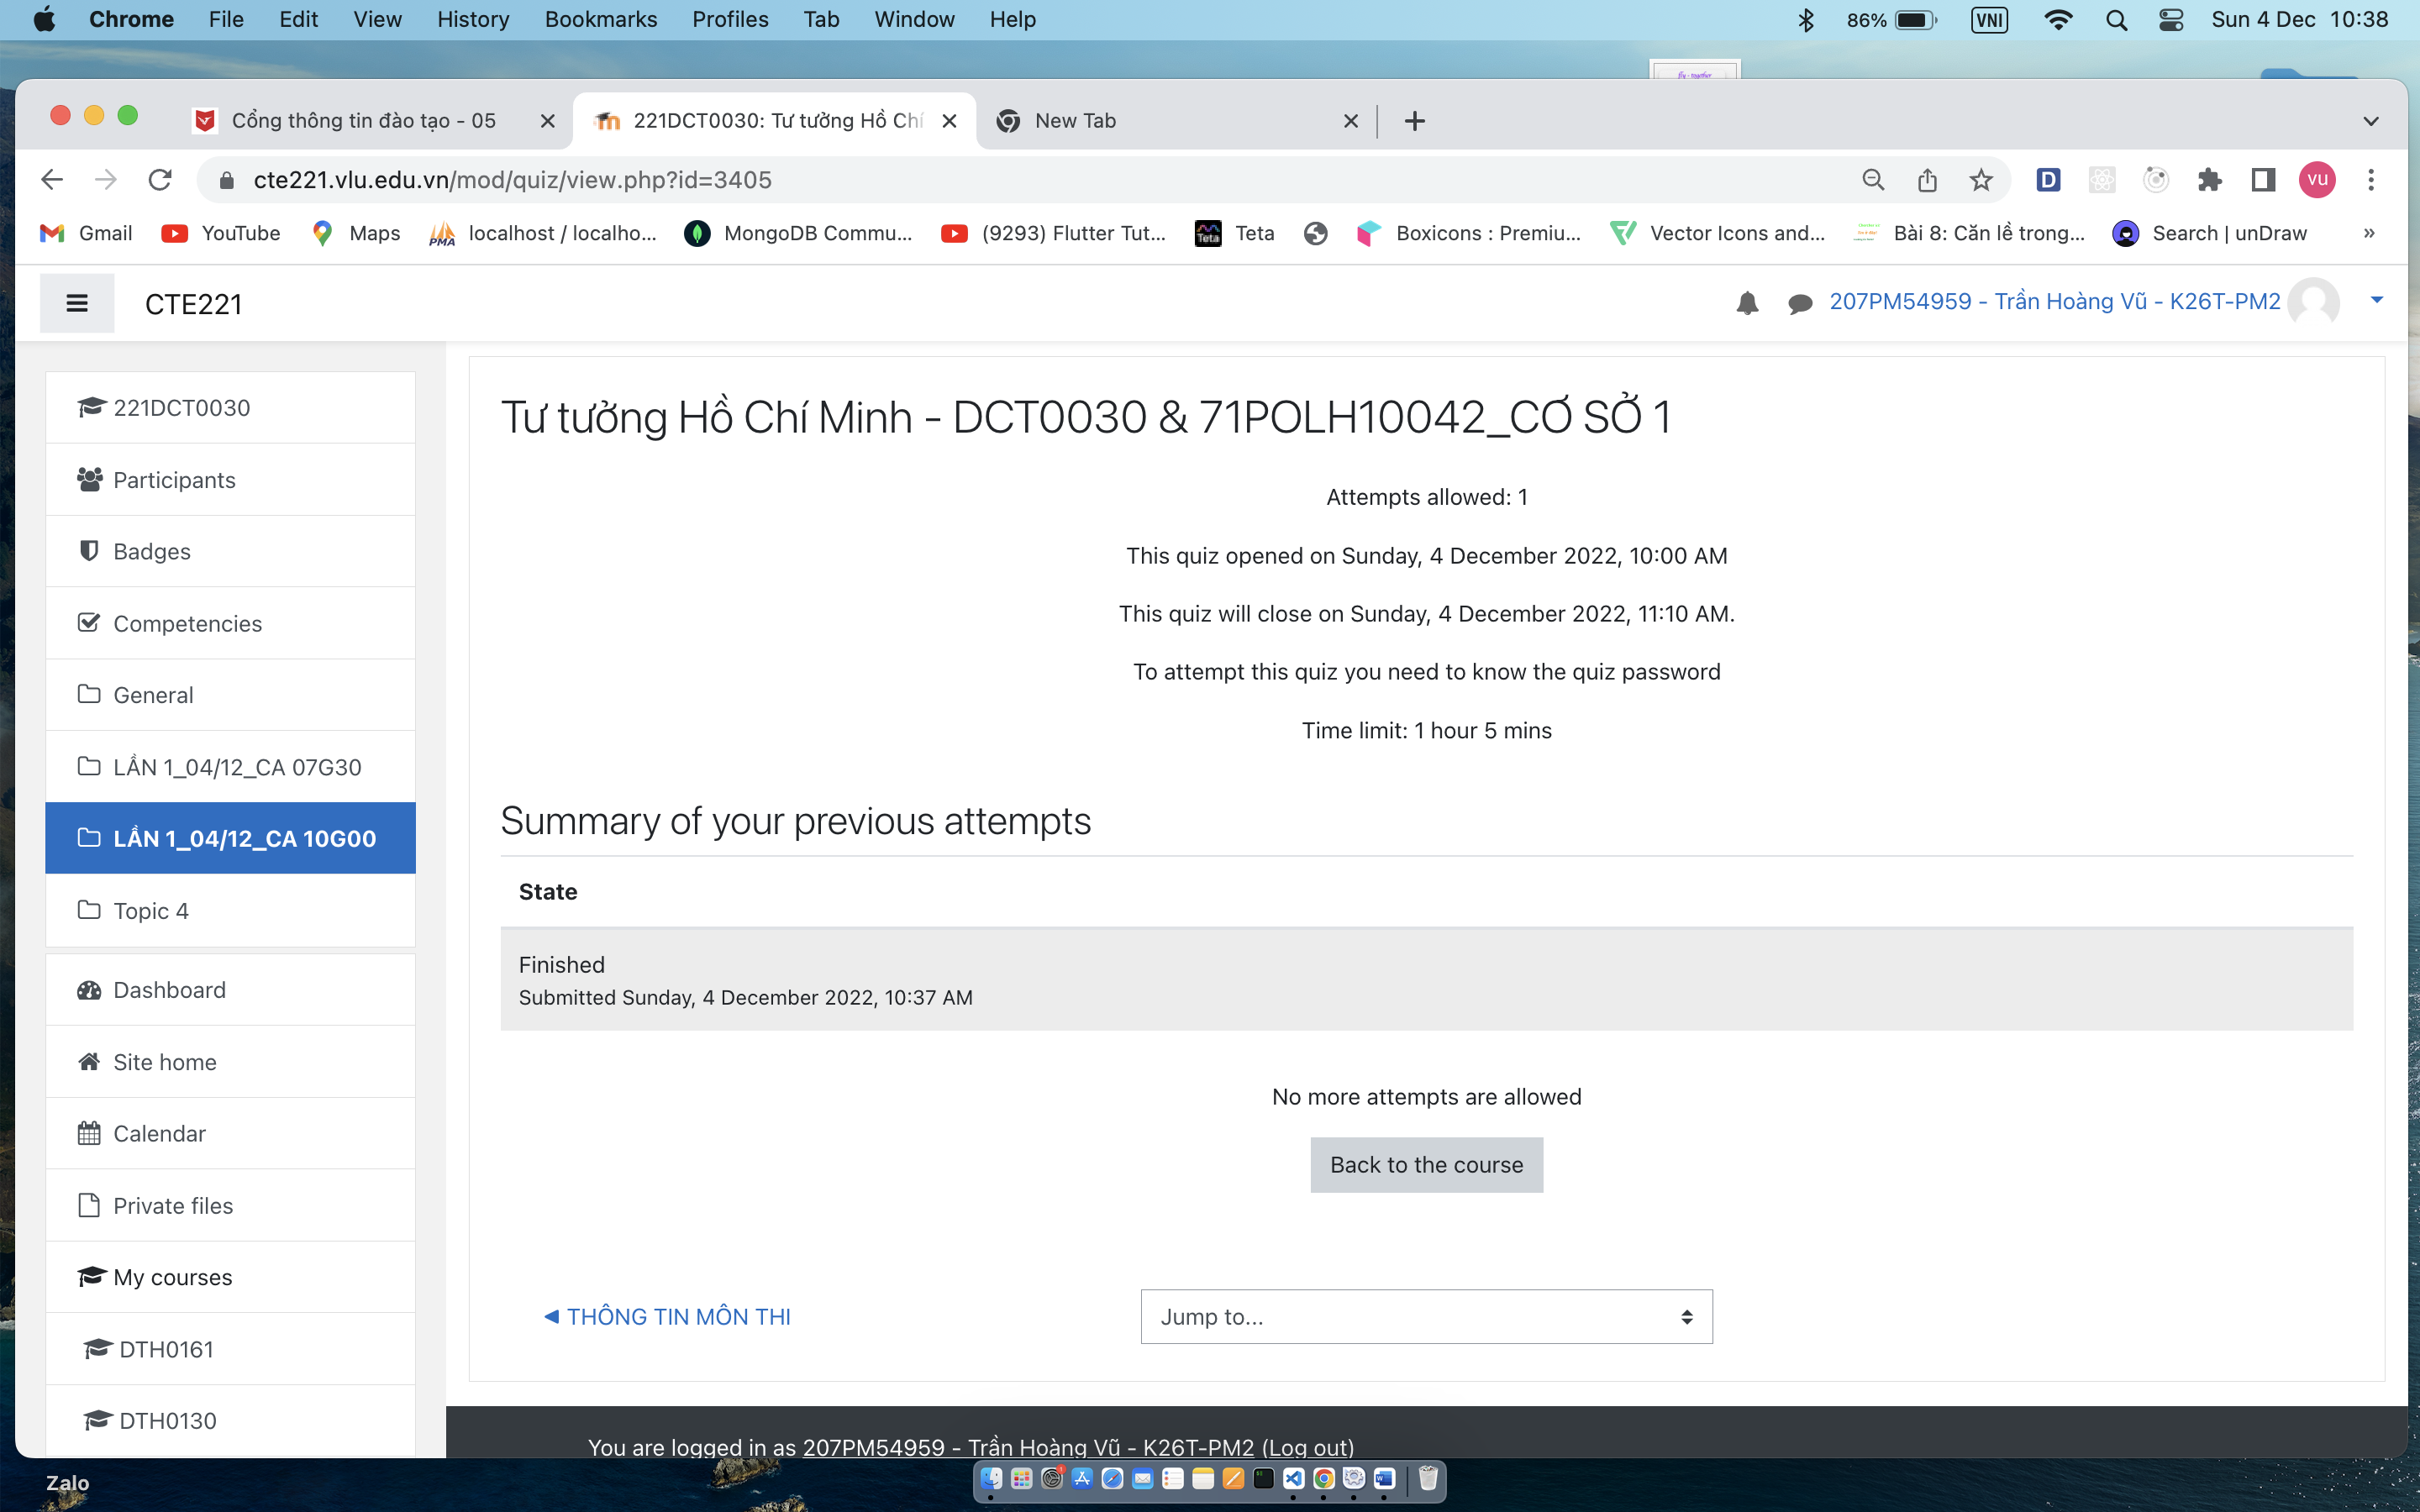 Chrome File Edit View History Bookmarks Profiles Tab Window Help 86% VNI Sun 4 Dec 10:38
fly - together
Cổng thông tin đào tạo - 05 221DCT0030: Tư tưởng Hồ Chí New Tab
cte221.vlu.edu.vn/mod/quiz/view.php?id=3405 D VU
Gmail YouTube Maps PMA localhost / localho... MongoDB Commu... (9293) Flutter Tut... Teta Teta Boxicons : Premiu... Vector Icons and... Bài 8: Căn lề trong... Search | unDraw »
CTE221 207PM54959 - Trần Hoàng Vũ - K26T-PM2
221DCT0030
Participants
Badges
Competencies
General
LẦN 1_04/12_CA 07G30
LẦN 1_04/12_CA 10G00
Topic 4
Dashboard
Site home
Calendar
Private files
My courses
DTH0161
DTH0130
Tư tưởng Hồ Chí Minh - DCT0030 & 71POLH10042_CƠ SỞ 1
Attempts allowed: 1
This quiz opened on Sunday, 4 December 2022, 10:00 AM
This quiz will close on Sunday, 4 December 2022, 11:10 AM.
To attempt this quiz you need to know the quiz password
Time limit: 1 hour 5 mins
Summary of your previous attempts
State
Finished
Submitted Sunday, 4 December 2022, 10:37 AM
No more attempts are allowed
Back to the course
◄ THÔNG TIN MÔN THI
Jump to...
You are logged in as 207PM54959 - Trần Hoàng Vũ - K26T-PM2 (Log out)
Zalo